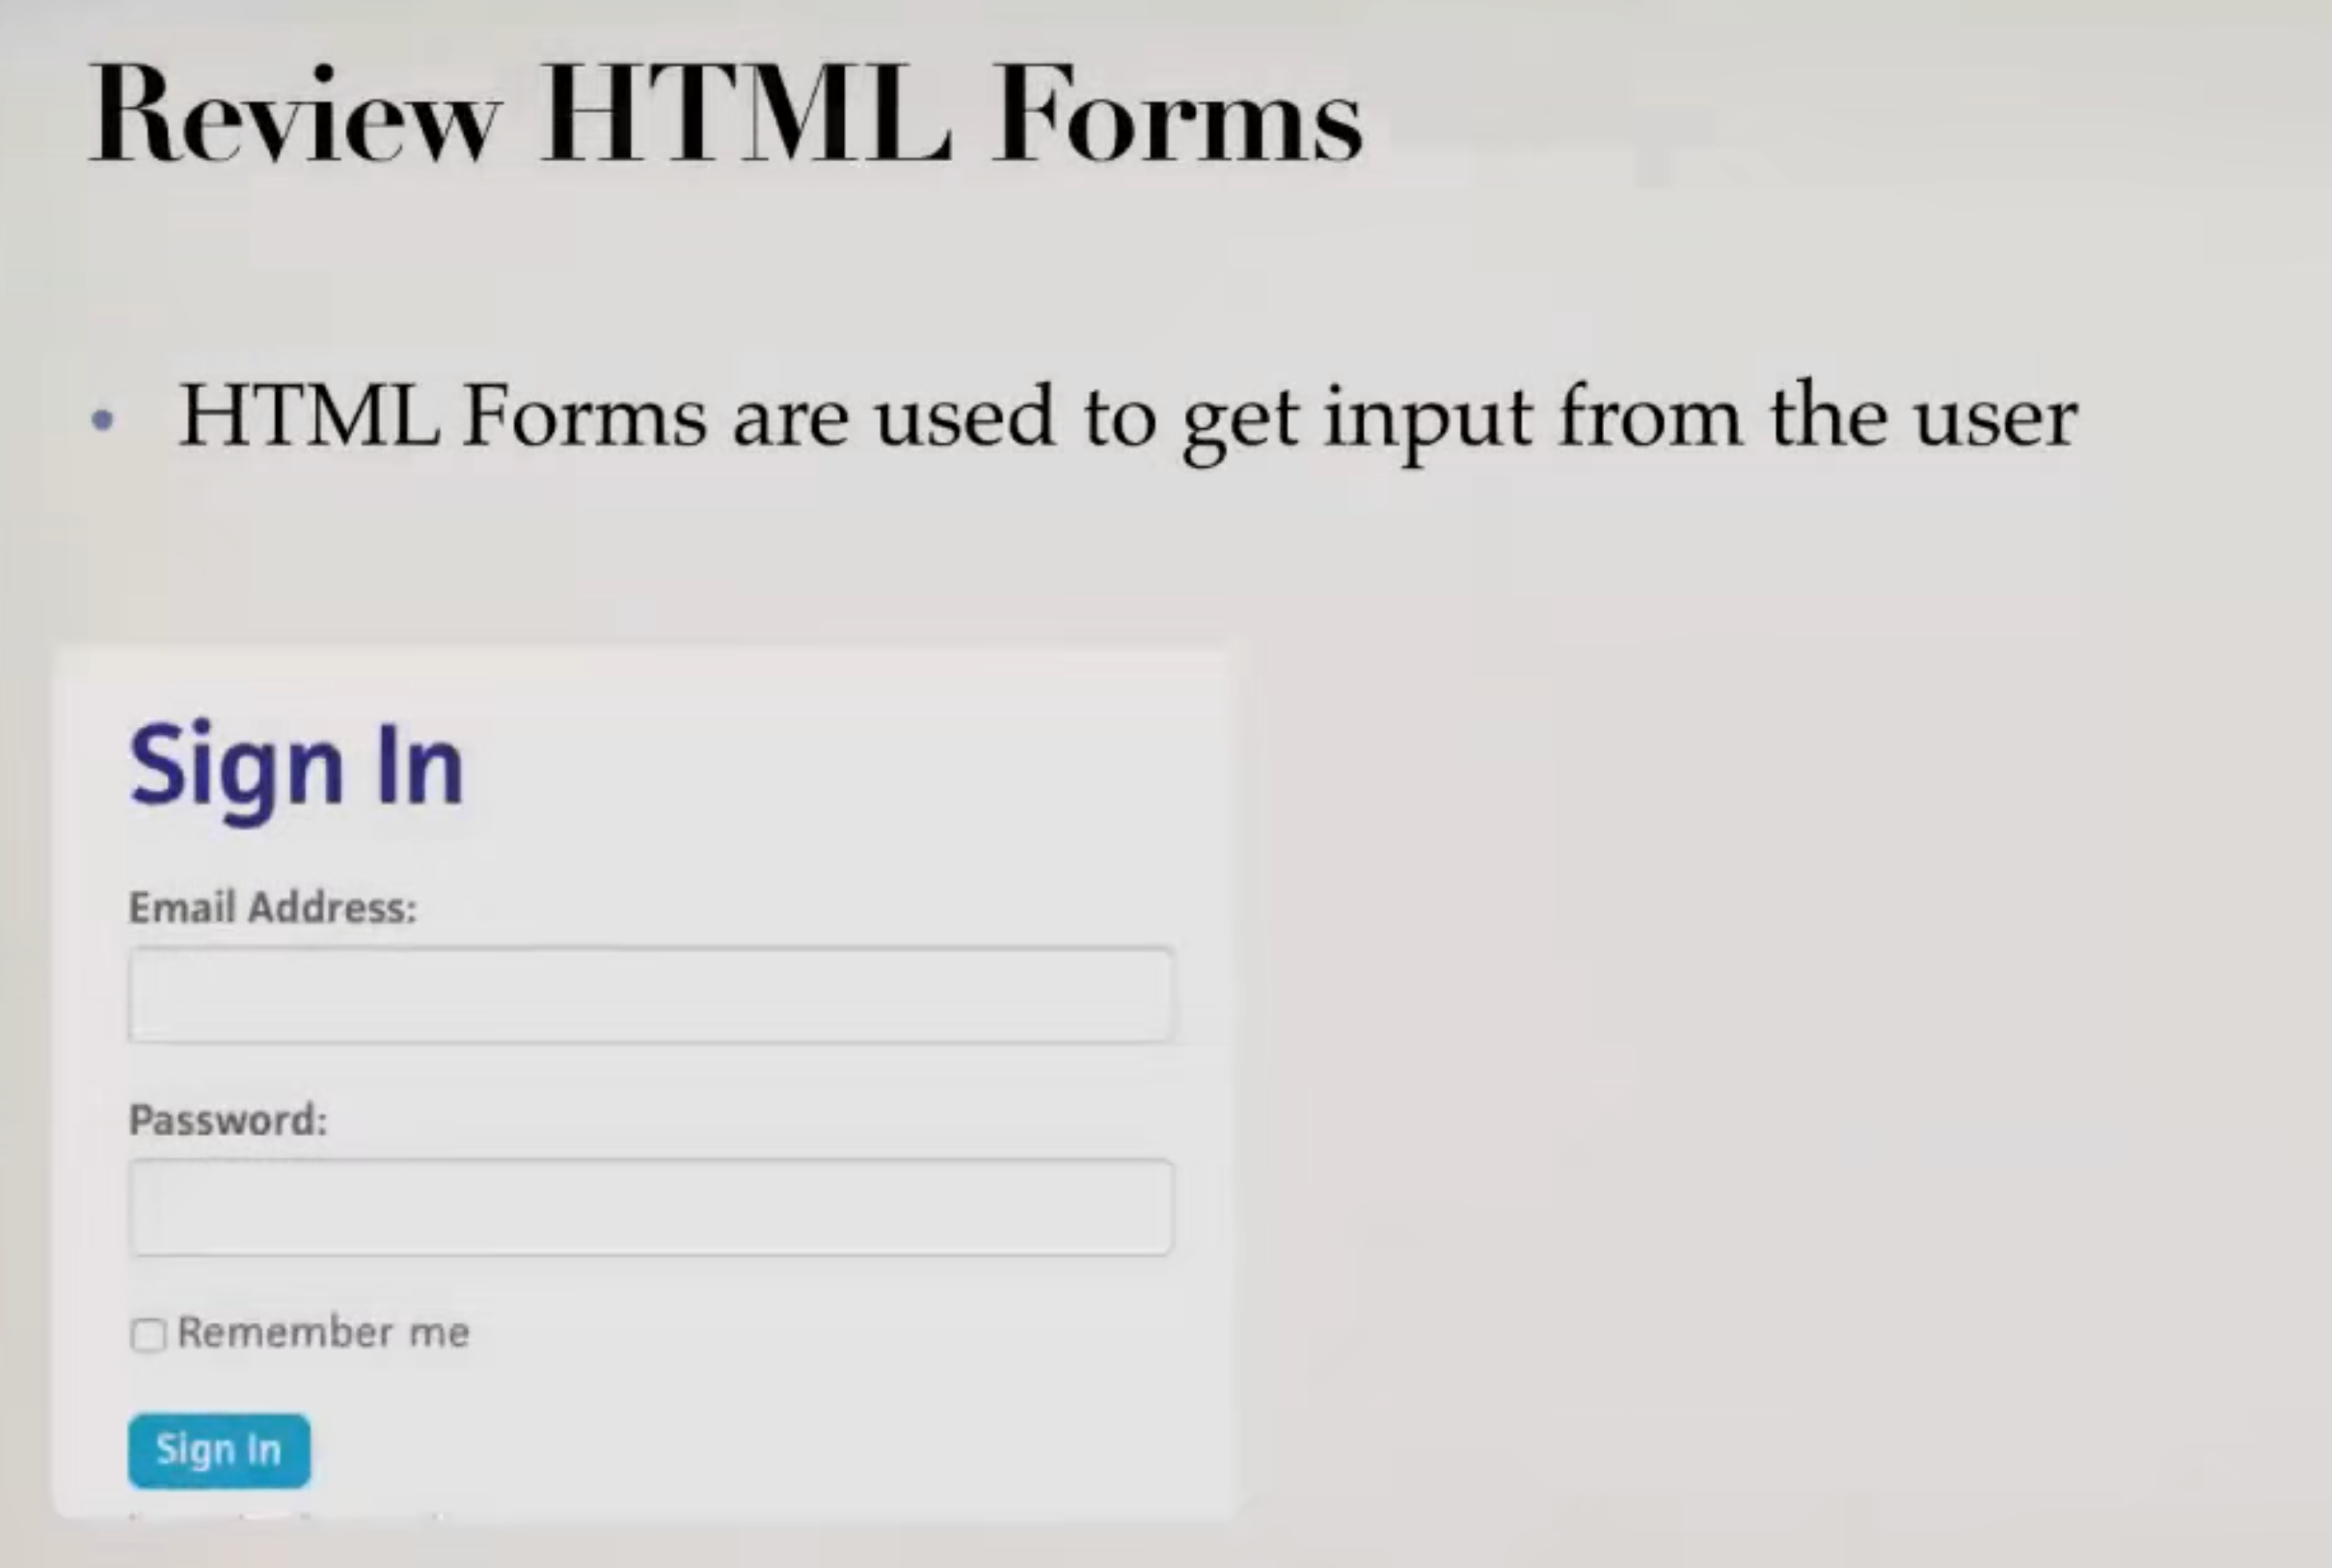 Review HTML Forms
• HTML Forms are used to get input from the user
Sign In
Email Address:
Password:
Remember me
Sign In